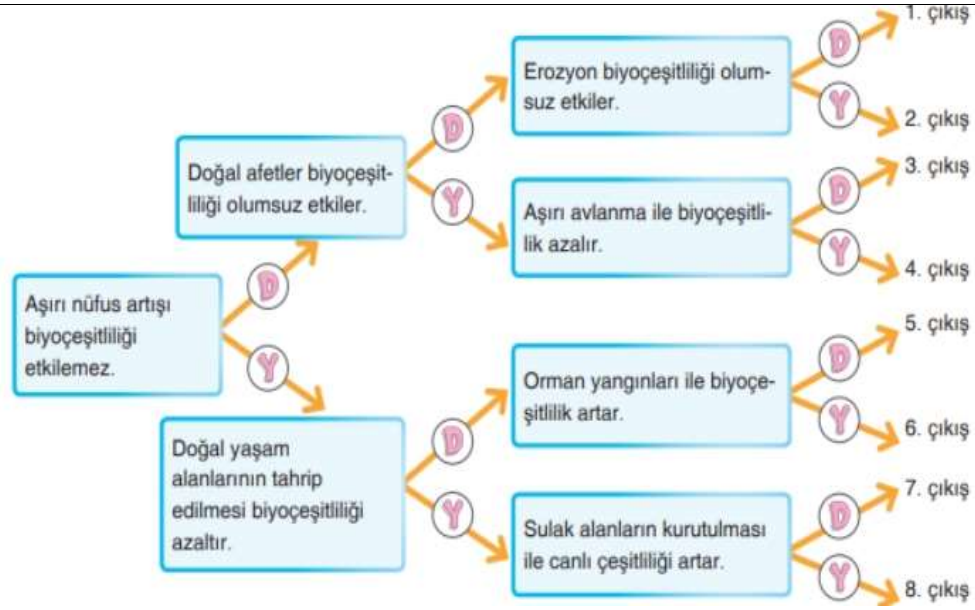 1. çıkış
D
Erozyon biyoçeşitliliği olum-
suz etkiler.
Y
2. çıkış
D
Doğal afetler biyoçeşit-
liliği olumsuz etkiler.
3. çıkış
D
Y
Aşırı avlanma ile biyoçeşitli-
lik azalır.
Y
4. çıkış
D
Aşırı nüfus artışı
biyoçeşitliliği
etkilemez.
5. çıkış
D
Y
Orman yangınları ile biyoçe-
şitlilik artar.
Y
6. çıkış
D
Doğal yaşam
alanlarının tahrip
edilmesi biyoçeşitliliği
azaltır.
7. çıkış
D
Y
Sulak alanların kurutulması
ile canlı çeşitliliği artar.
Y
8. çıkış